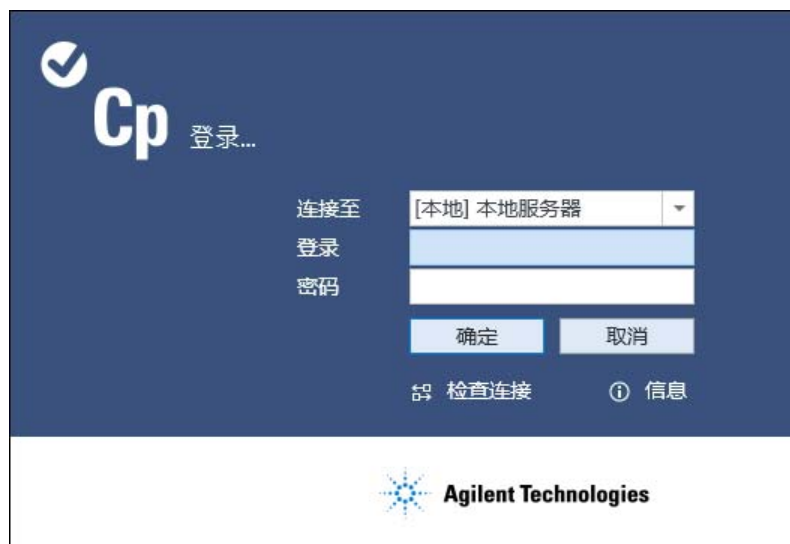 Cp 登录...
连接至 [本地] 本地服务器
登录
密码
确定 取消
检查连接 信息
Agilent Technologies